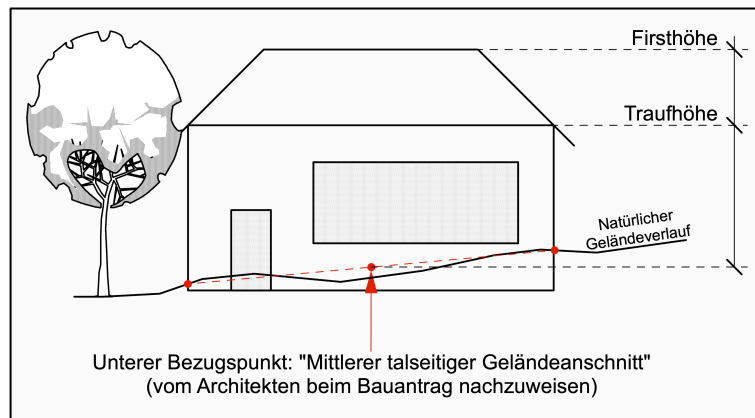 Firsthöhe
Traufhöhe
Natürlicher
Geländeverlauf
Unterer Bezugspunkt: "Mittlerer talseitiger Geländeanschnitt"
(vom Architekten beim Bauantrag nachzuweisen)